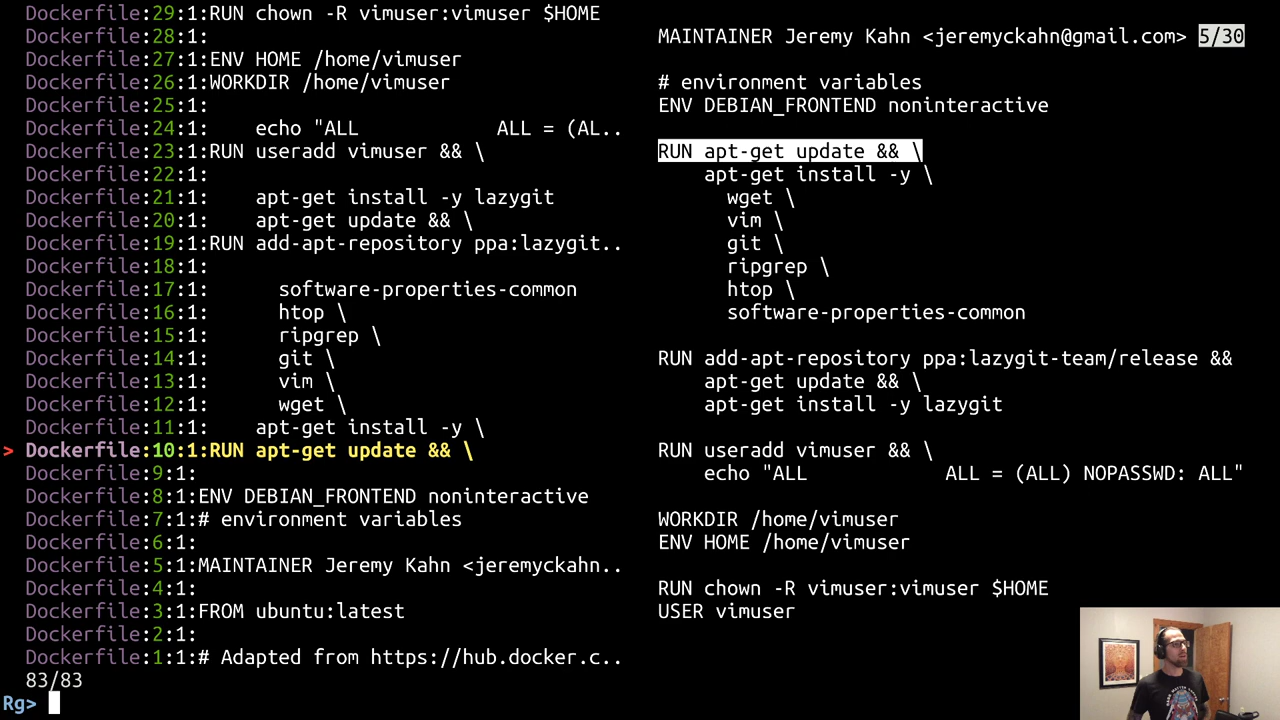 Dockerfile:29:1:RUN chown -R vimuser:vimuser $HOME
Dockerfile:28:1:
Dockerfile:27:1:ENV HOME /home/vimuser
Dockerfile:26:1:WORKDIR /home/vimuser
Dockerfile:25:1:
Dockerfile:24:1:    echo "ALL            ALL = (AL..
Dockerfile:23:1:RUN useradd vimuser && \
Dockerfile:22:1:
Dockerfile:21:1:    apt-get install -y lazygit
Dockerfile:20:1:    apt-get update && \
Dockerfile:19:1:RUN add-apt-repository ppa:lazygit..
Dockerfile:18:1:
Dockerfile:17:1:      software-properties-common
Dockerfile:16:1:      htop \
Dockerfile:15:1:      ripgrep \
Dockerfile:14:1:      git \
Dockerfile:13:1:      vim \
Dockerfile:12:1:      wget \
Dockerfile:11:1:    apt-get install -y \
> Dockerfile:10:1:RUN apt-get update && \
Dockerfile:9:1:
Dockerfile:8:1:ENV DEBIAN_FRONTEND noninteractive
Dockerfile:7:1:# environment variables
Dockerfile:6:1:
Dockerfile:5:1:MAINTAINER Jeremy Kahn <jeremyckahn..
Dockerfile:4:1:
Dockerfile:3:1:FROM ubuntu:latest
Dockerfile:2:1:
Dockerfile:1:1:# Adapted from https://hub.docker.c..
83/83
Rg>
MAINTAINER Jeremy Kahn <jeremyckahn@gmail.com> 5/30
# environment variables
ENV DEBIAN_FRONTEND noninteractive
RUN apt-get update && \
    apt-get install -y \
      wget \
      vim \
      git \
      ripgrep \
      htop \
      software-properties-common
RUN add-apt-repository ppa:lazygit-team/release &&
    apt-get update && \
    apt-get install -y lazygit
RUN useradd vimuser && \
    echo "ALL            ALL = (ALL) NOPASSWD: ALL"
WORKDIR /home/vimuser
ENV HOME /home/vimuser
RUN chown -R vimuser:vimuser $HOME
USER vimuser